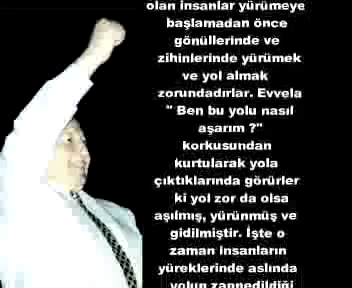 olan insanlar yürümeye
başlamadan önce
gönüllerinde ve
zihinlerinde yürümek
ve yol almak
zorundadırlar. Evvela
" Ben bu yolu nasıl
aşarım ?"
korkusundan
kurtularak yola
çıktıklarında görürler
ki yol zor da olsa
aşılmış, yürünmüş ve
gidilmiştir. İşte o
zaman insanların
yüreklerinde aslında
yolun zannedildiği